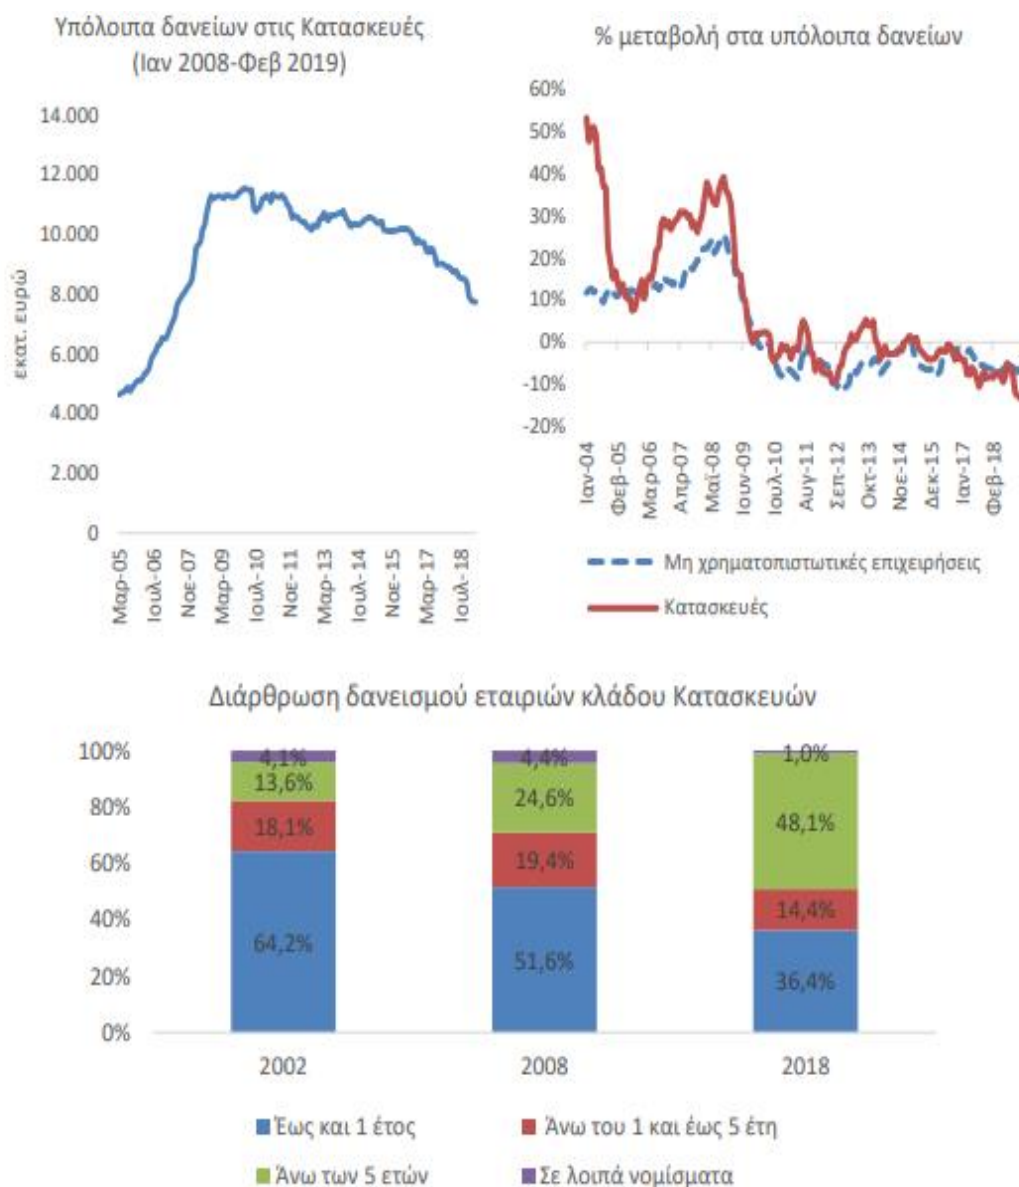 Υπόλοιπα δανείων στις Κατασκευές
(Ιαν 2008-Φεβ 2019)
14.000
12.000
10.000
8.000
6.000
4.000
2.000
0
εκατ. ευρώ
Μαρ-05
Ιουλ-06
Νοε-07
Μαρ-09
Ιουλ-10
Νοε-11
Μαρ-13
Ιουλ-14
Νοε-15
Μαρ-17
Ιουλ-18
% μεταβολή στα υπόλοιπα δανείων
60%
50%
40%
30%
20%
10%
0%
-10%
-20%
Ιαν-04
Φεβ-05
Μαρ-06
Απρ-07
Μαϊ-08
Ιουν-09
Ιουλ-10
Αυγ-11
Σεπ-12
Οκτ-13
Νοε-14
Δεκ-15
Ιαν-17
Φεβ-18
Μη χρηματοπιστωτικές επιχειρήσεις
Κατασκευές
Διάρθρωση δανεισμού εταιριών κλάδου Κατασκευών
100%
80%
60%
40%
20%
0%
4,1%
13,6%
18,1%
64,2%
4,4%
24,6%
19,4%
51,6%
1,0%
48,1%
14,4%
36,4%
2002
2008
2018
Έως και 1 έτος
Άνω του 1 και έως 5 έτη
Άνω των 5 ετών
Σε λοιπά νομίσματα